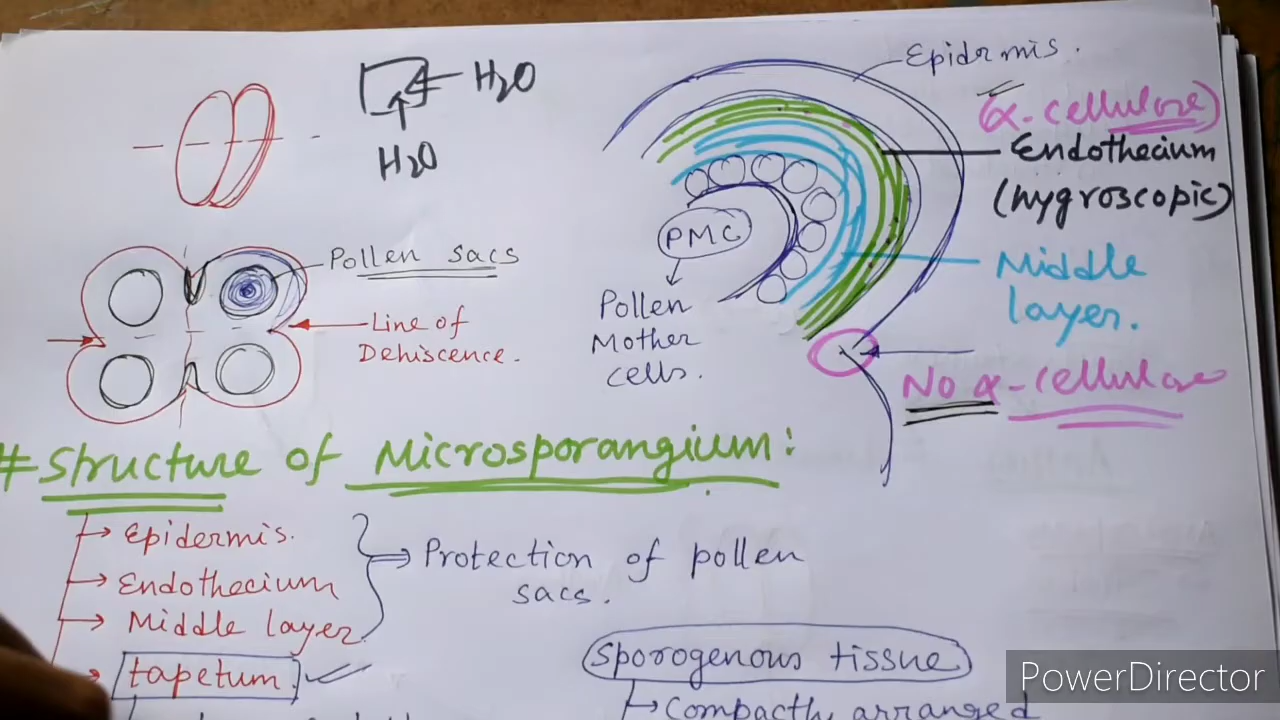 H₂O
H₂O
Epidermis.
(α-cellulose)
Endothecium
(hygroscopic)
Pollen sacs
PMC
Middle
layer.
Pollen
Mother
cells.
Line of
Dehiscence.
No α-cellulose
# Structure of Microsporangium:
→ Epidermis.
→ Endothecium
→ Middle layer
⇒ Protection of pollen
sacs.
→ tapetum.
Sporogenous tissue
→ Compactly arranged
PowerDirector